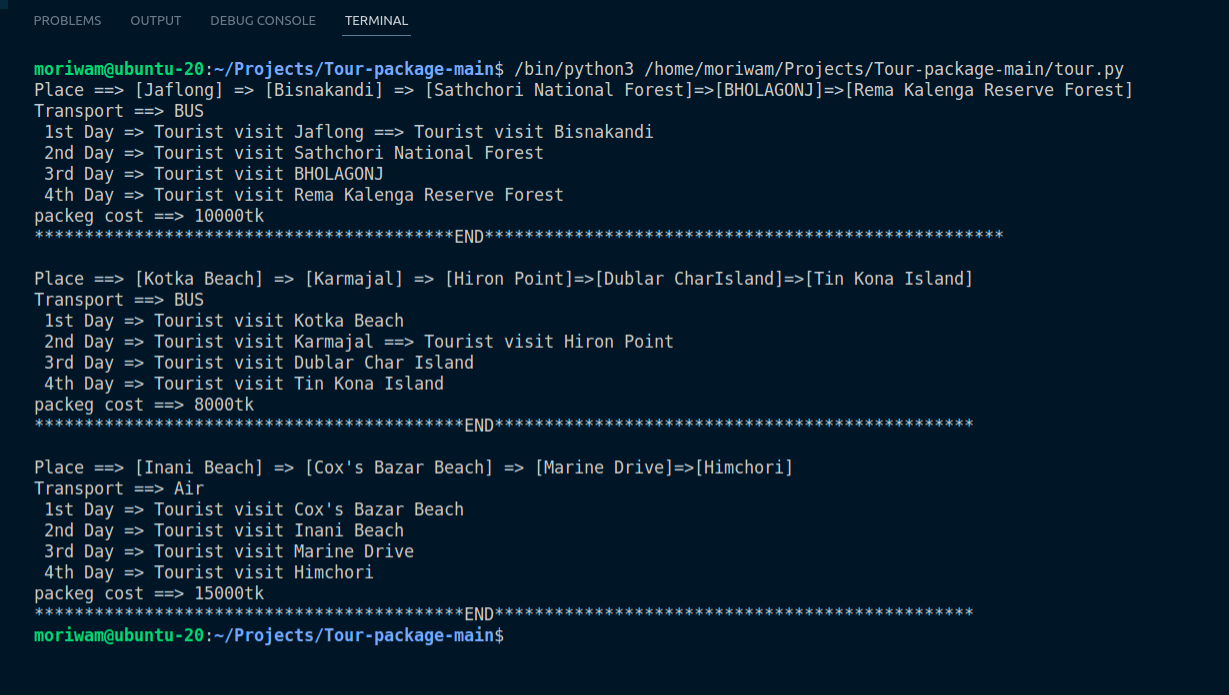 PROBLEMS OUTPUT DEBUG CONSOLE TERMINAL
moriwam@ubuntu-20:~/Projects/Tour-package-main$ /bin/python3 /home/moriwam/Projects/Tour-package-main/tour.py
Place ==> [Jaflong] => [Bisnakandi] => [Sathchori National Forest]=>[BHOLAGONJ]=>[Rema Kalenga Reserve Forest]
Transport ==> BUS
 1st Day => Tourist visit Jaflong ==> Tourist visit Bisnakandi
 2nd Day => Tourist visit Sathchori National Forest
 3rd Day => Tourist visit BHOLAGONJ
 4th Day => Tourist visit Rema Kalenga Reserve Forest
packeg cost ==> 10000tk
******************************************END****************************************************
Place ==> [Kotka Beach] => [Karmajal] => [Hiron Point]=>[Dublar CharIsland]=>[Tin Kona Island]
Transport ==> BUS
 1st Day => Tourist visit Kotka Beach
 2nd Day => Tourist visit Karmajal ==> Tourist visit Hiron Point
 3rd Day => Tourist visit Dublar Char Island
 4th Day => Tourist visit Tin Kona Island
packeg cost ==> 8000tk
*******************************************END************************************************
Place ==> [Inani Beach] => [Cox's Bazar Beach] => [Marine Drive]=>[Himchori]
Transport ==> Air
 1st Day => Tourist visit Cox's Bazar Beach
 2nd Day => Tourist visit Inani Beach
 3rd Day => Tourist visit Marine Drive
 4th Day => Tourist visit Himchori
packeg cost ==> 15000tk
*******************************************END************************************************
moriwam@ubuntu-20:~/Projects/Tour-package-main$